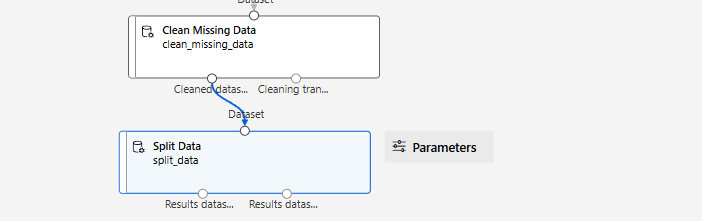 Dataset
Clean Missing Data
clean_missing_data
Cleaned datas... Cleaning tran...
Dataset
Split Data
split_data
Parameters
Results datas... Results datas...